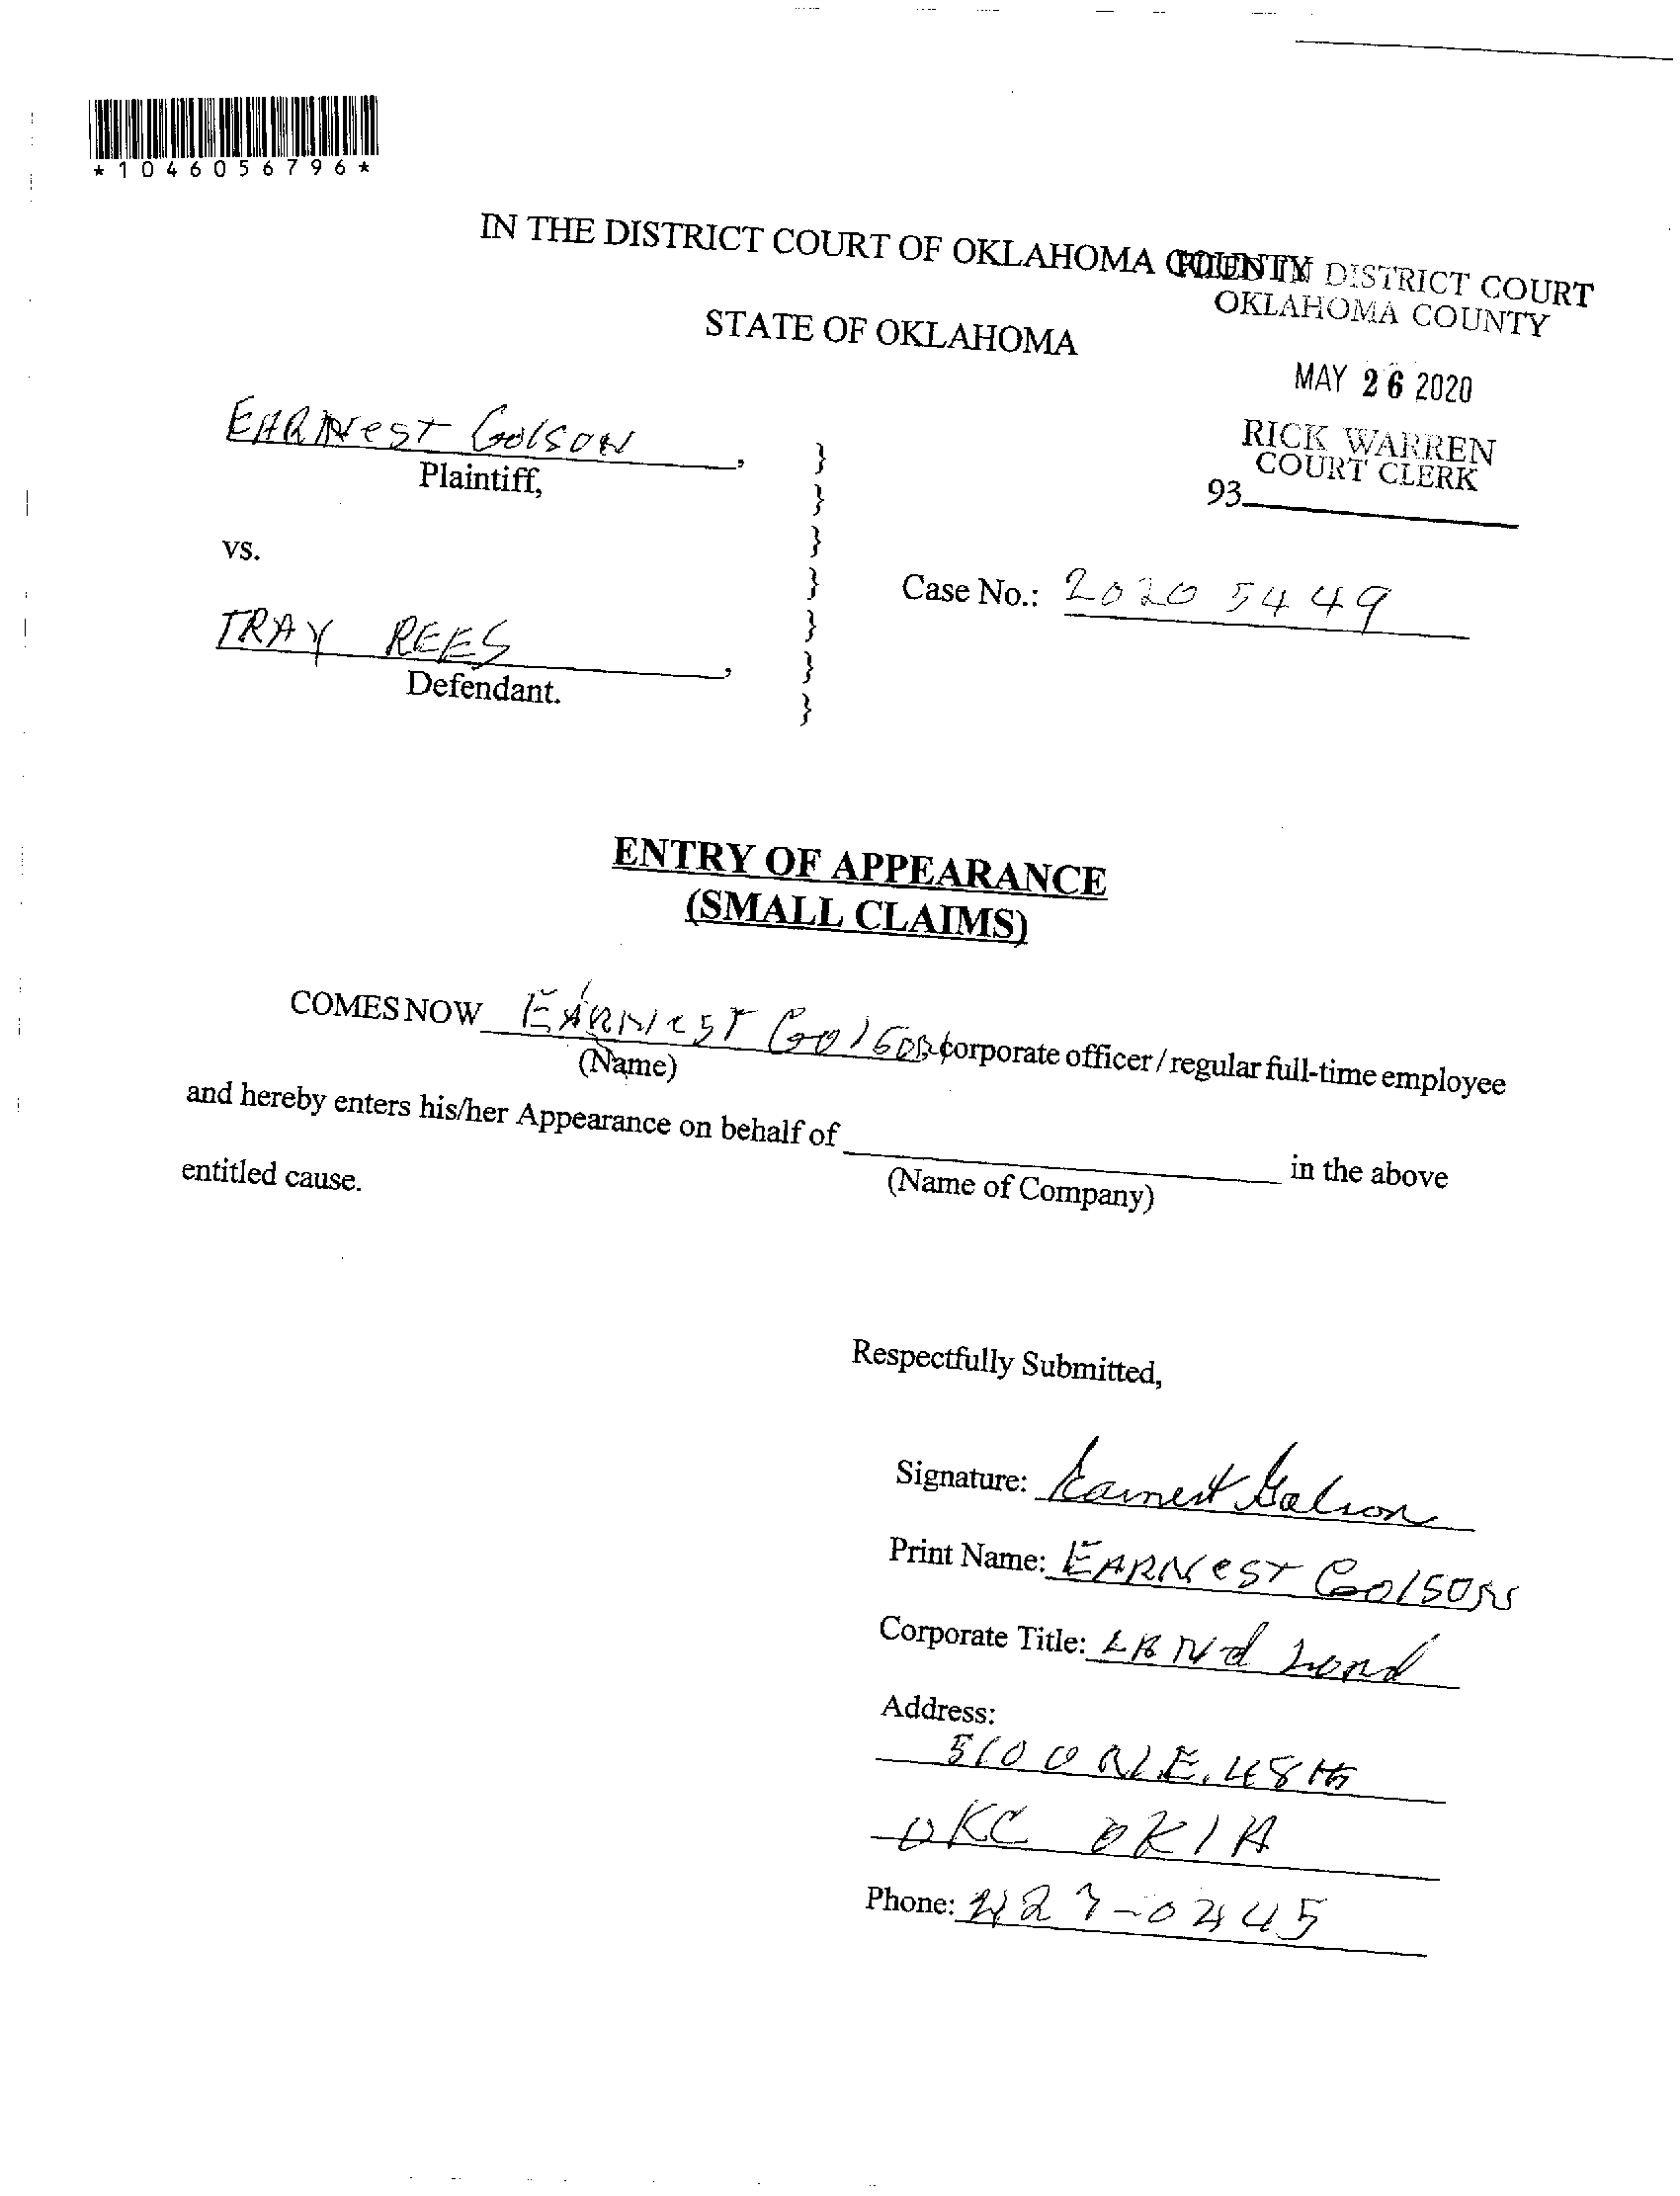 *1046056796*
IN THE DISTRICT COURT OF OKLAHOMA COUNTY
FILED IN DISTRICT COURT
OKLAHOMA COUNTY
STATE OF OKLAHOMA
MAY 26 2020
RICK WARREN
COURT CLERK
93
EARNest GolSON,
Plaintiff,
vs.
Case No.: 2020 5449
TRAY REES,
Defendant.
}
}
}
}
}
}
}
ENTRY OF APPEARANCE
(SMALL CLAIMS)
COMES NOW EARNest Golson, corporate officer / regular full-time employee
(Name)
and hereby enters his/her Appearance on behalf of in the above
(Name of Company)
entitled cause.
Respectfully Submitted,
Signature: Earnest Golson
Print Name: EARNesT GolSON
Corporate Title: LANd Lord
Address:
5100 N.E. 48th
OKC OKlA
Phone: 427-0245